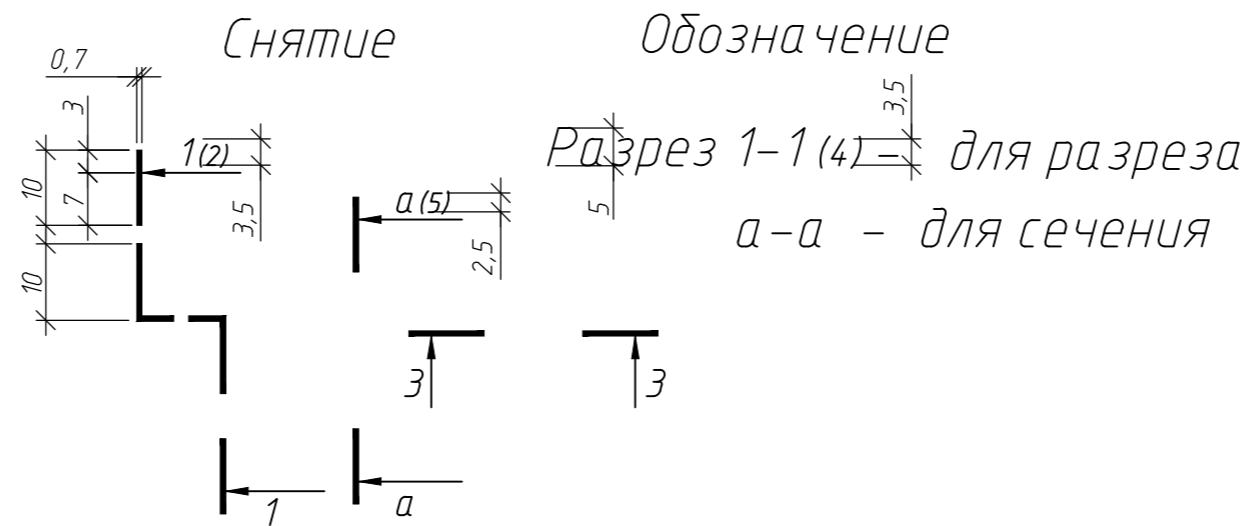 Снятие
Обозначение
0,7
3
3,5
1(2)
Разрез 1-1 (4) - для разреза
10
7
3,5
а(5)
5
2,5
а-а - для сечения
10
3
3
1
а